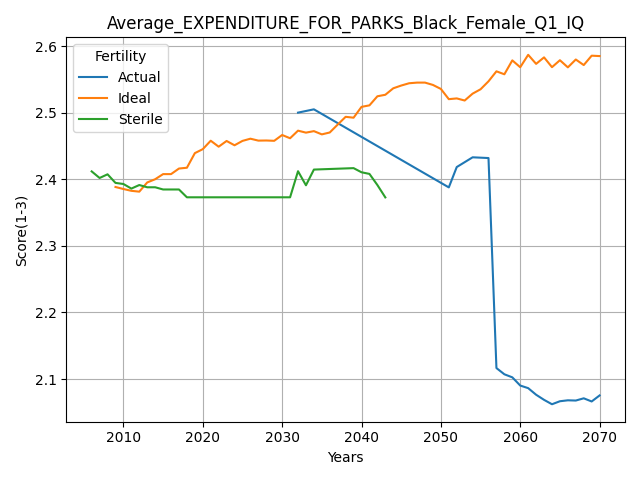 Average_EXPENDITURE_FOR_PARKS_Black_Female_Q1_IQ
Fertility
Actual
Ideal
Sterile
Score(1-3)
2.6
2.5
2.4
2.3
2.2
2.1
2010 2020 2030 2040 2050 2060 2070
Years